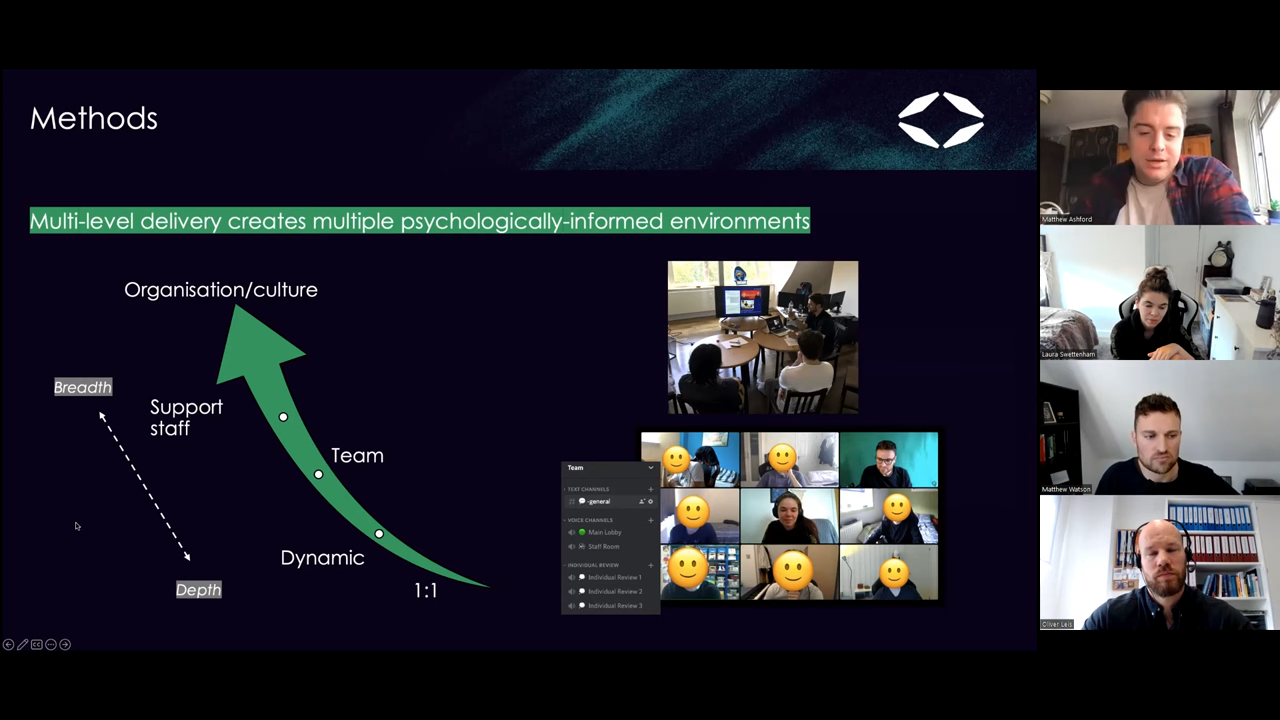 Methods
Multi-level delivery creates multiple psychologically-informed environments
Organisation/culture
Breadth
Support
staff
Team
Dynamic
Depth
1:1
Team
TEXT CHANNELS
-general
VOICE CHANNELS
Main Lobby
Staff Room
INDIVIDUAL REVIEW
Individual Review 1
Individual Review 2
Individual Review 3
Matthew Ashford
Laura Swettenham
Matthew Watson
Oliver Leis